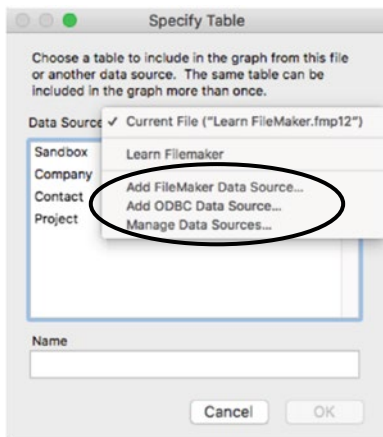 Specify Table
Choose a table to include in the graph from this file
or another data source. The same table can be
included in the graph more than once.
Data Source ✓ Current File ("Learn FileMaker.fmp12")
Sandbox
Learn Filemaker
Company
Contact
Add FileMaker Data Source...
Add ODBC Data Source...
Project
Manage Data Sources...
Name
Cancel
OK